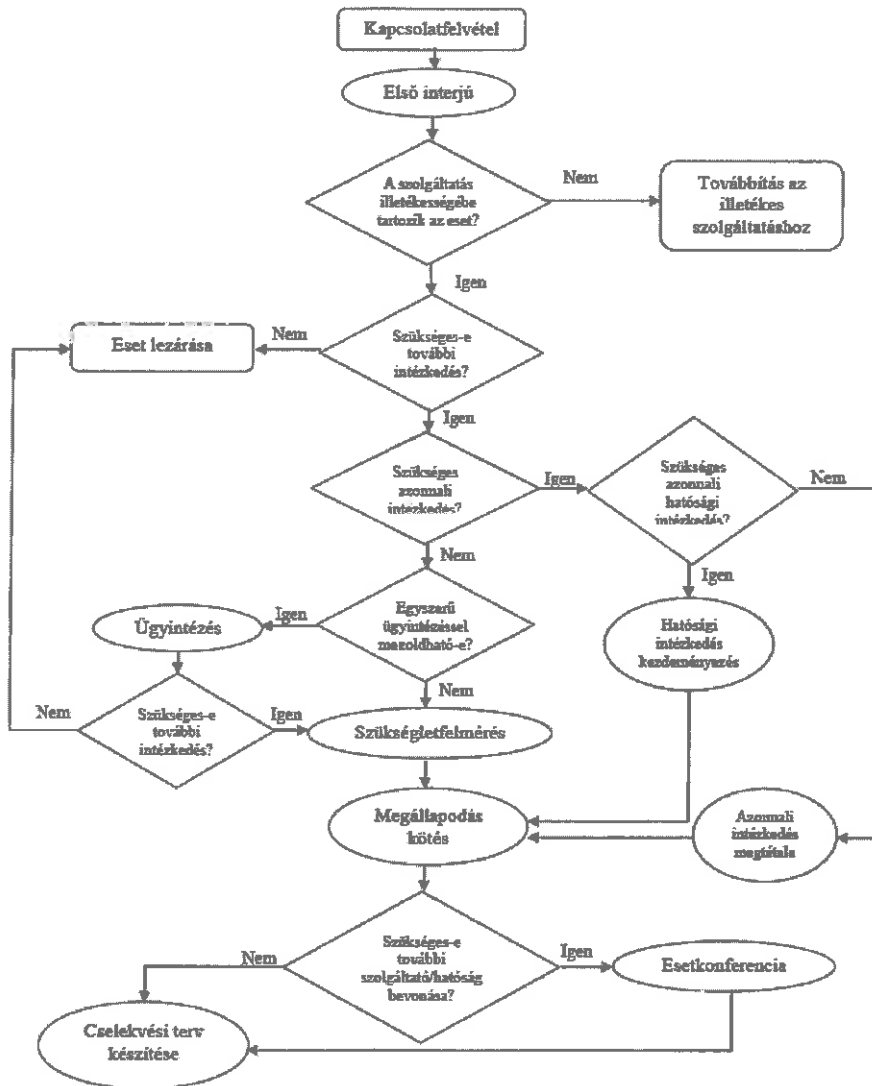 Kapcsolatfelvétel
Első interjú
A szolgáltatás
illetékességébe
tartozik az eset?
Nem
Továbbítás az
illetékes
szolgáltatáshoz
Igen
Szükséges-e
további
intézkedés?
Nem
Eset lezárása
Igen
Szükséges
azonnali
intézkedés?
Igen
Szükséges
azonnali
hatósági
intézkedés?
Nem
Nem
Igen
Egyszerű
ügyintézéssel
megoldható-e?
Igen
Ügyintézés
Hatósági
intézkedés
kezdeményezés
Nem
Nem
Szükséges-e
további
intézkedés?
Igen
Szükségletfelmérés
Megállapodás
kötés
Azonnali
intézkedés
megtétala
Szükséges-e
további
szolgáltató/hatóság
bevonása?
Nem
Igen
Esetkonferencia
Cselekvési terv
készítése